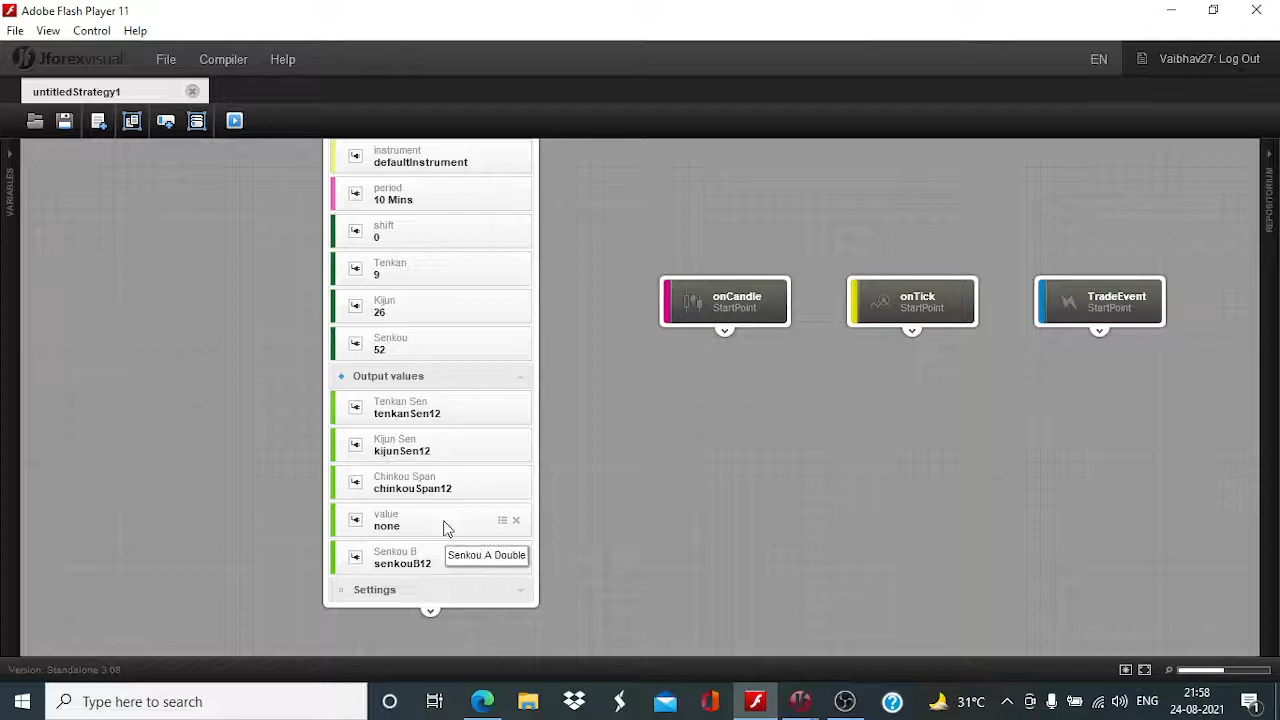 Adobe Flash Player 11
File View Control Help
Jforexvisual File Compiler Help EN Vaibhav27: Log Out
untitledStrategy1
VARIABLES
REPOSITORIUM
instrument
defaultInstrument
period
10 Mins
shift
0
Tenkan
9
Kijun
26
Senkou
52
Output values
Tenkan Sen
tenkanSen12
Kijun Sen
kijunSen12
Chinkou Span
chinkouSpan12
value
none
Senkou B
senkouB12
Senkou A Double
Settings
onCandle
StartPoint
onTick
StartPoint
TradeEvent
StartPoint
Version: Standalone 3.08
Type here to search
31°C
ENG
21:58
24-08-2021
1